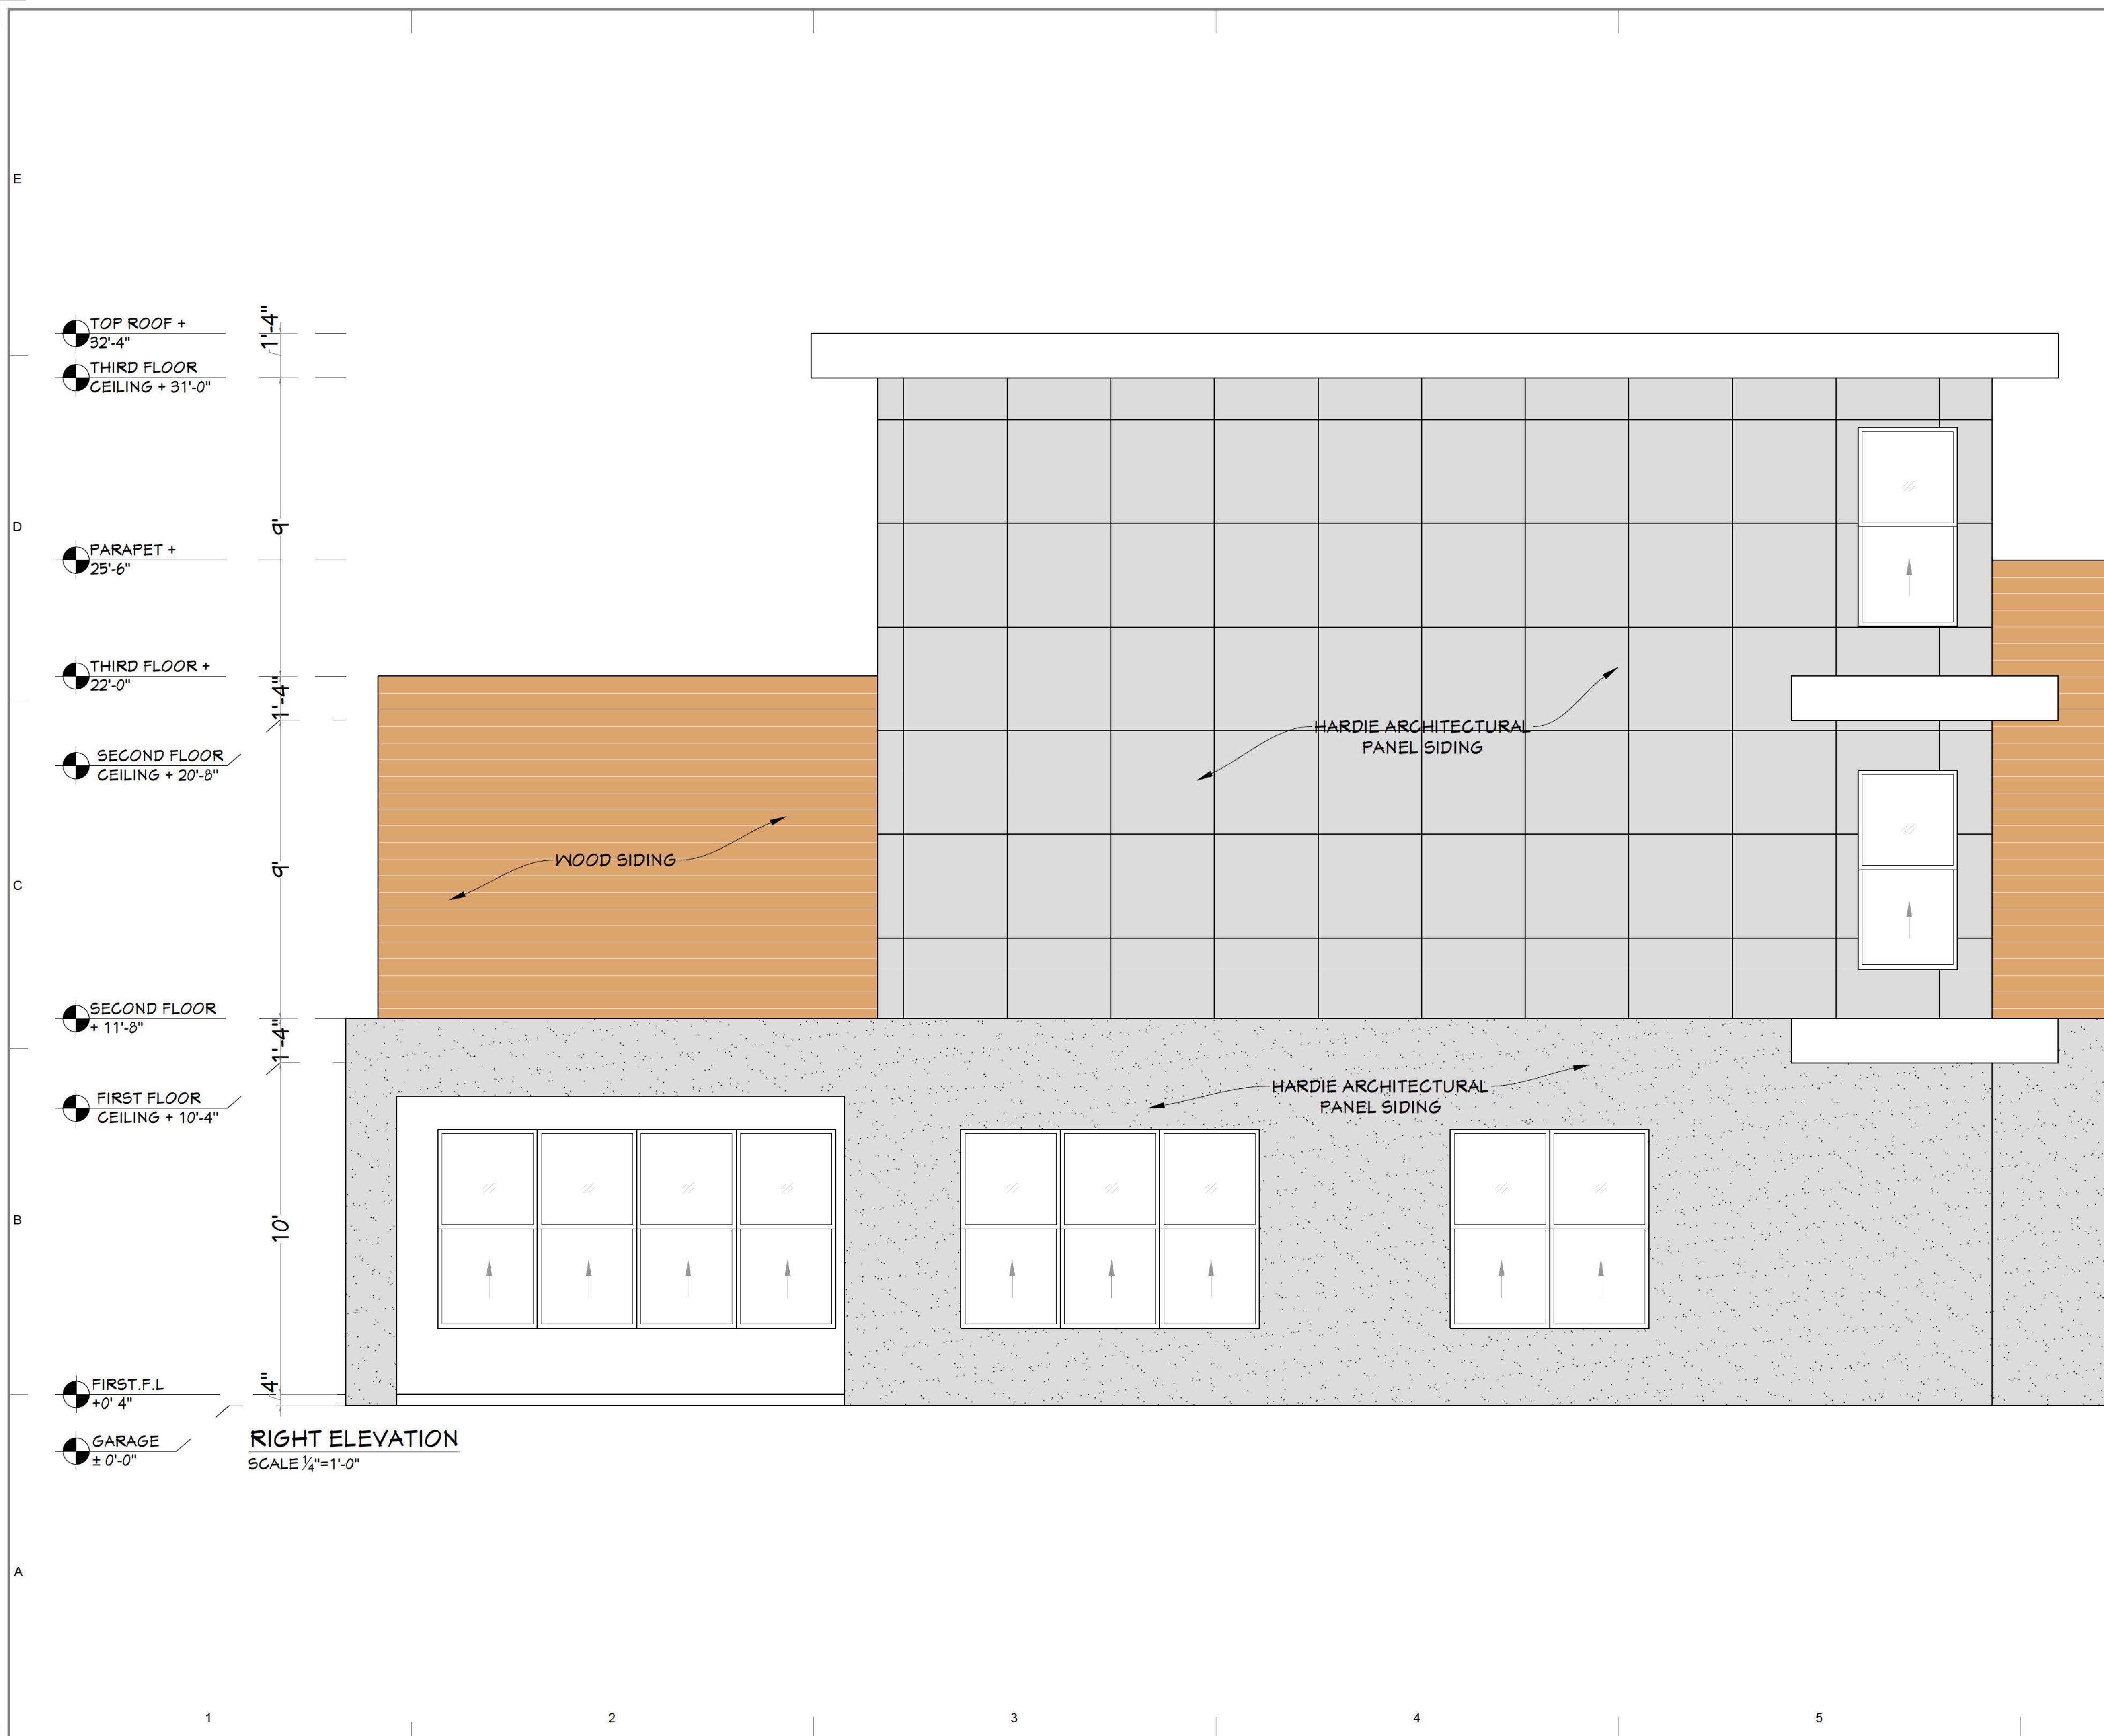 E
TOP ROOF +
32'-4"
1'-4"
THIRD FLOOR
CEILING + 31'-0"
D
9'
PARAPET +
25'-6"
THIRD FLOOR +
22'-0"
1'-4"
SECOND FLOOR
CEILING + 20'-8"
HARDIE ARCHITECTURAL
PANEL SIDING
WOOD SIDING
C
9'
SECOND FLOOR
+ 11'-8"
1'-4"
FIRST FLOOR
CEILING + 10'-4"
HARDIE ARCHITECTURAL
PANEL SIDING
B
10'
FIRST.F.L
+0' 4"
4"
GARAGE
± 0'-0"
RIGHT ELEVATION
SCALE ¼"=1'-0"
A
1 2 3 4 5